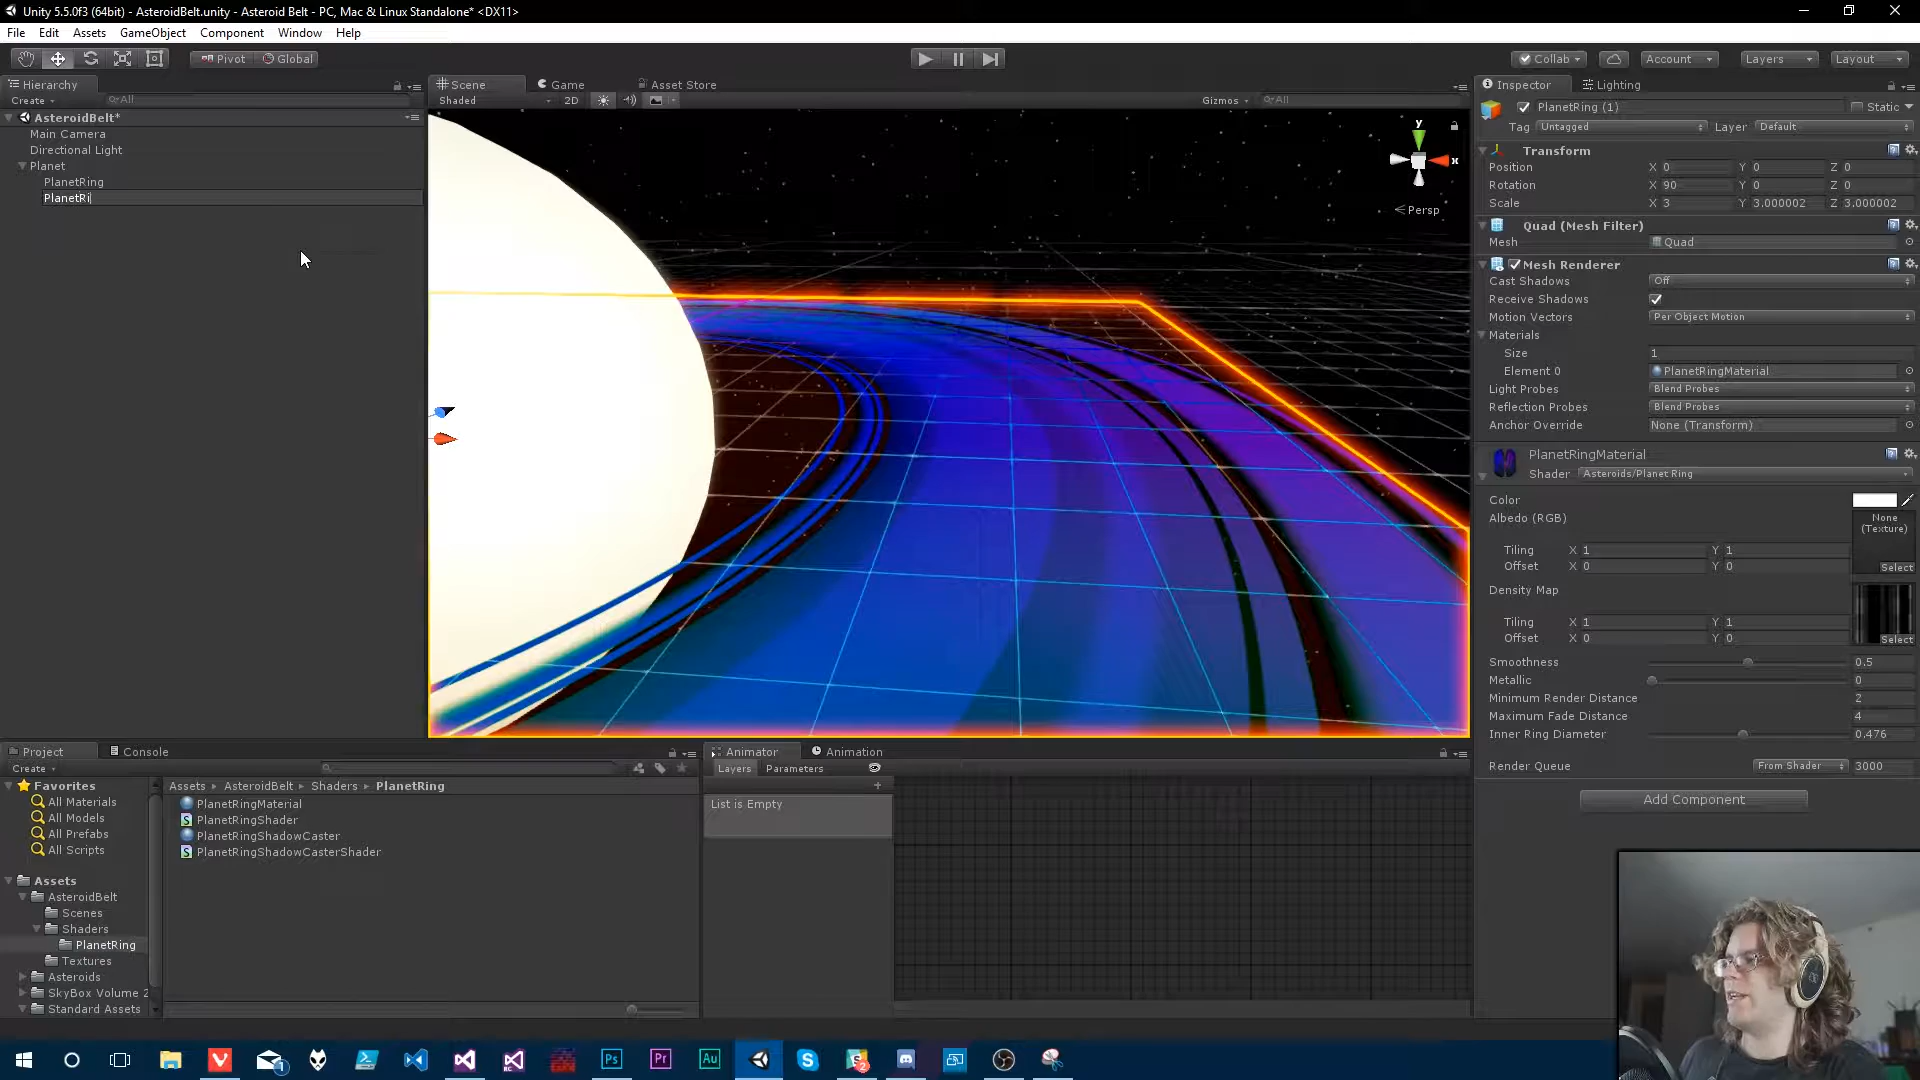 Unity 5.5.0f3 (64bit) - AsteroidBelt.unity - Asteroid Belt - PC, Mac & Linux Standalone* <DX11>
File Edit Assets GameObject Component Window Help
Pivot Global
Collab Account Layers Layout
Hierarchy
Create All
AsteroidBelt*
Main Camera
Directional Light
Planet
PlanetRing
PlanetRi
Scene Game Asset Store
Shaded 2D Gizmos All
y
x
Persp
Inspector Lighting
PlanetRing (1) Static
Tag Untagged Layer Default
Transform
Position X 0 Y 0 Z 0
Rotation X 90 Y 0 Z 0
Scale X 3 Y 3.000002 Z 3.000002
Quad (Mesh Filter)
Mesh Quad
Mesh Renderer
Cast Shadows Off
Receive Shadows
Motion Vectors Per Object Motion
Materials
Size 1
Element 0 PlanetRingMaterial
Light Probes Blend Probes
Reflection Probes Blend Probes
Anchor Override None (Transform)
PlanetRingMaterial
Shader Asteroids/Planet Ring
Color
Albedo (RGB) None (Texture)
Tiling X 1 Y 1
Offset X 0 Y 0 Select
Density Map
Tiling X 1 Y 1
Offset X 0 Y 0 Select
Smoothness 0.5
Metallic 0
Minimum Render Distance 2
Maximum Fade Distance 4
Inner Ring Diameter 0.476
Render Queue From Shader 3000
Add Component
Project Console
Create
Favorites
All Materials
All Models
All Prefabs
All Scripts
Assets
AsteroidBelt
Scenes
Shaders
PlanetRing
Textures
Asteroids
SkyBox Volume 2
Standard Assets
Assets AsteroidBelt Shaders PlanetRing
PlanetRingMaterial
PlanetRingShader
PlanetRingShadowCaster
PlanetRingShadowCasterShader
Animator Animation
Layers Parameters
List is Empty
Ps Pr Au